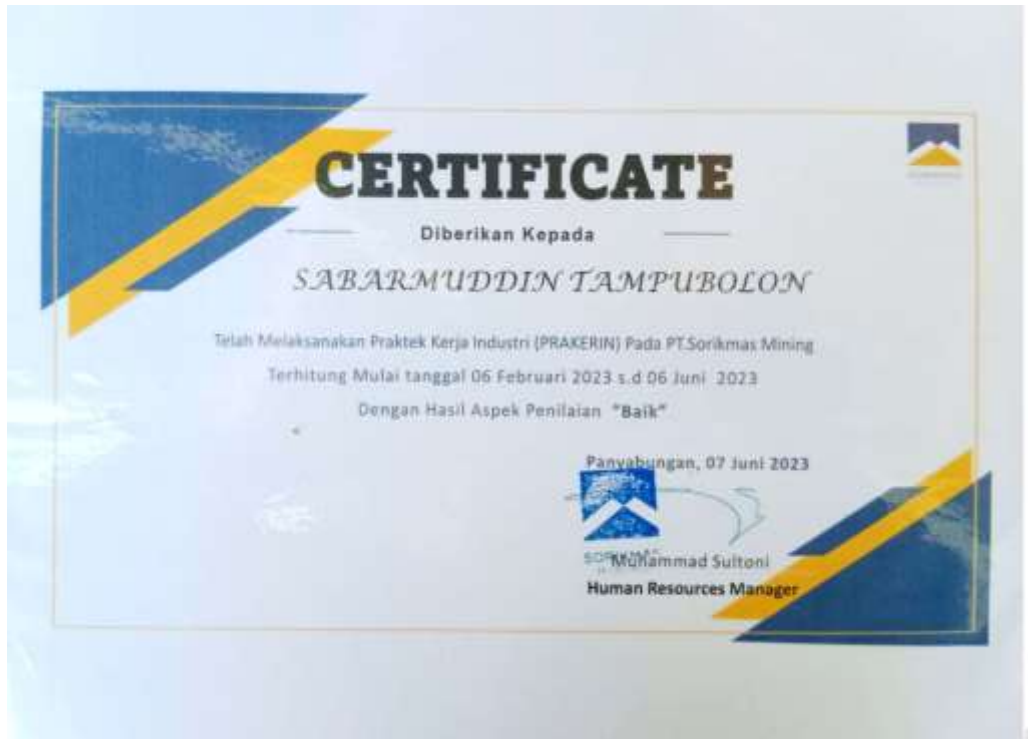 CERTIFICATE
Diberikan Kepada
SABARMUDDIN TAMPUBOLON
Telah Melaksanakan Praktek Kerja Industri (PRAKERIN) Pada PT.Sorikmas Mining
Terhitung Mulai tanggal 06 Februari 2023 s.d 06 Juni 2023
Dengan Hasil Aspek Penilaian "Baik"
Panyabungan, 07 Juni 2023
SORIKMAS
Muhammad Sultoni
Human Resources Manager